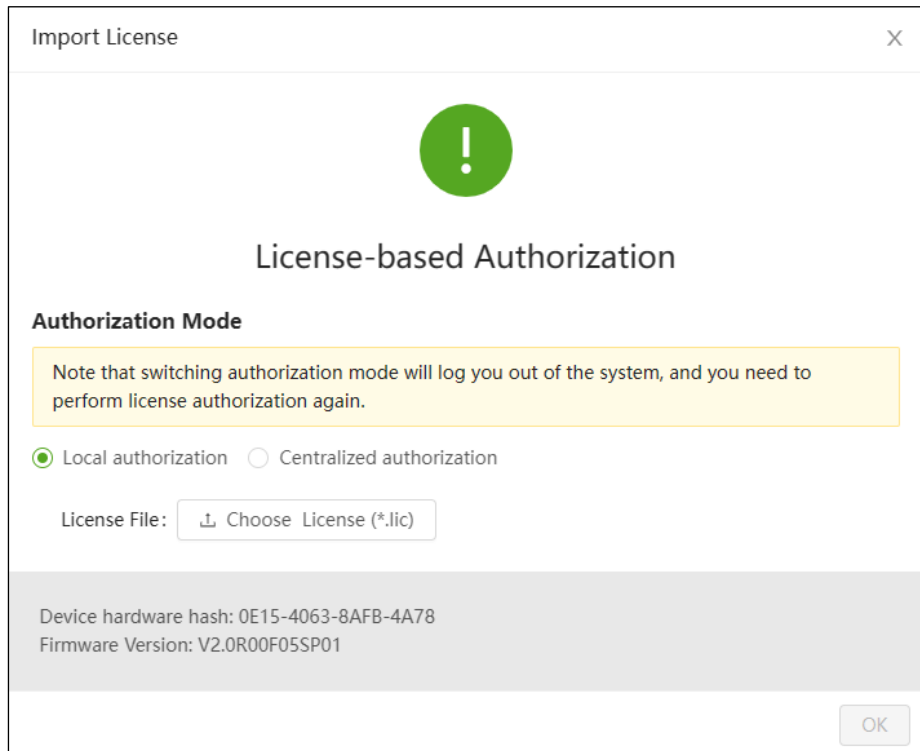 Import License X
License-based Authorization
Authorization Mode
Note that switching authorization mode will log you out of the system, and you need to
perform license authorization again.
Local authorization Centralized authorization
License File: Choose License (*.lic)
Device hardware hash: 0E15-4063-8AFB-4A78
Firmware Version: V2.0R00F05SP01
OK